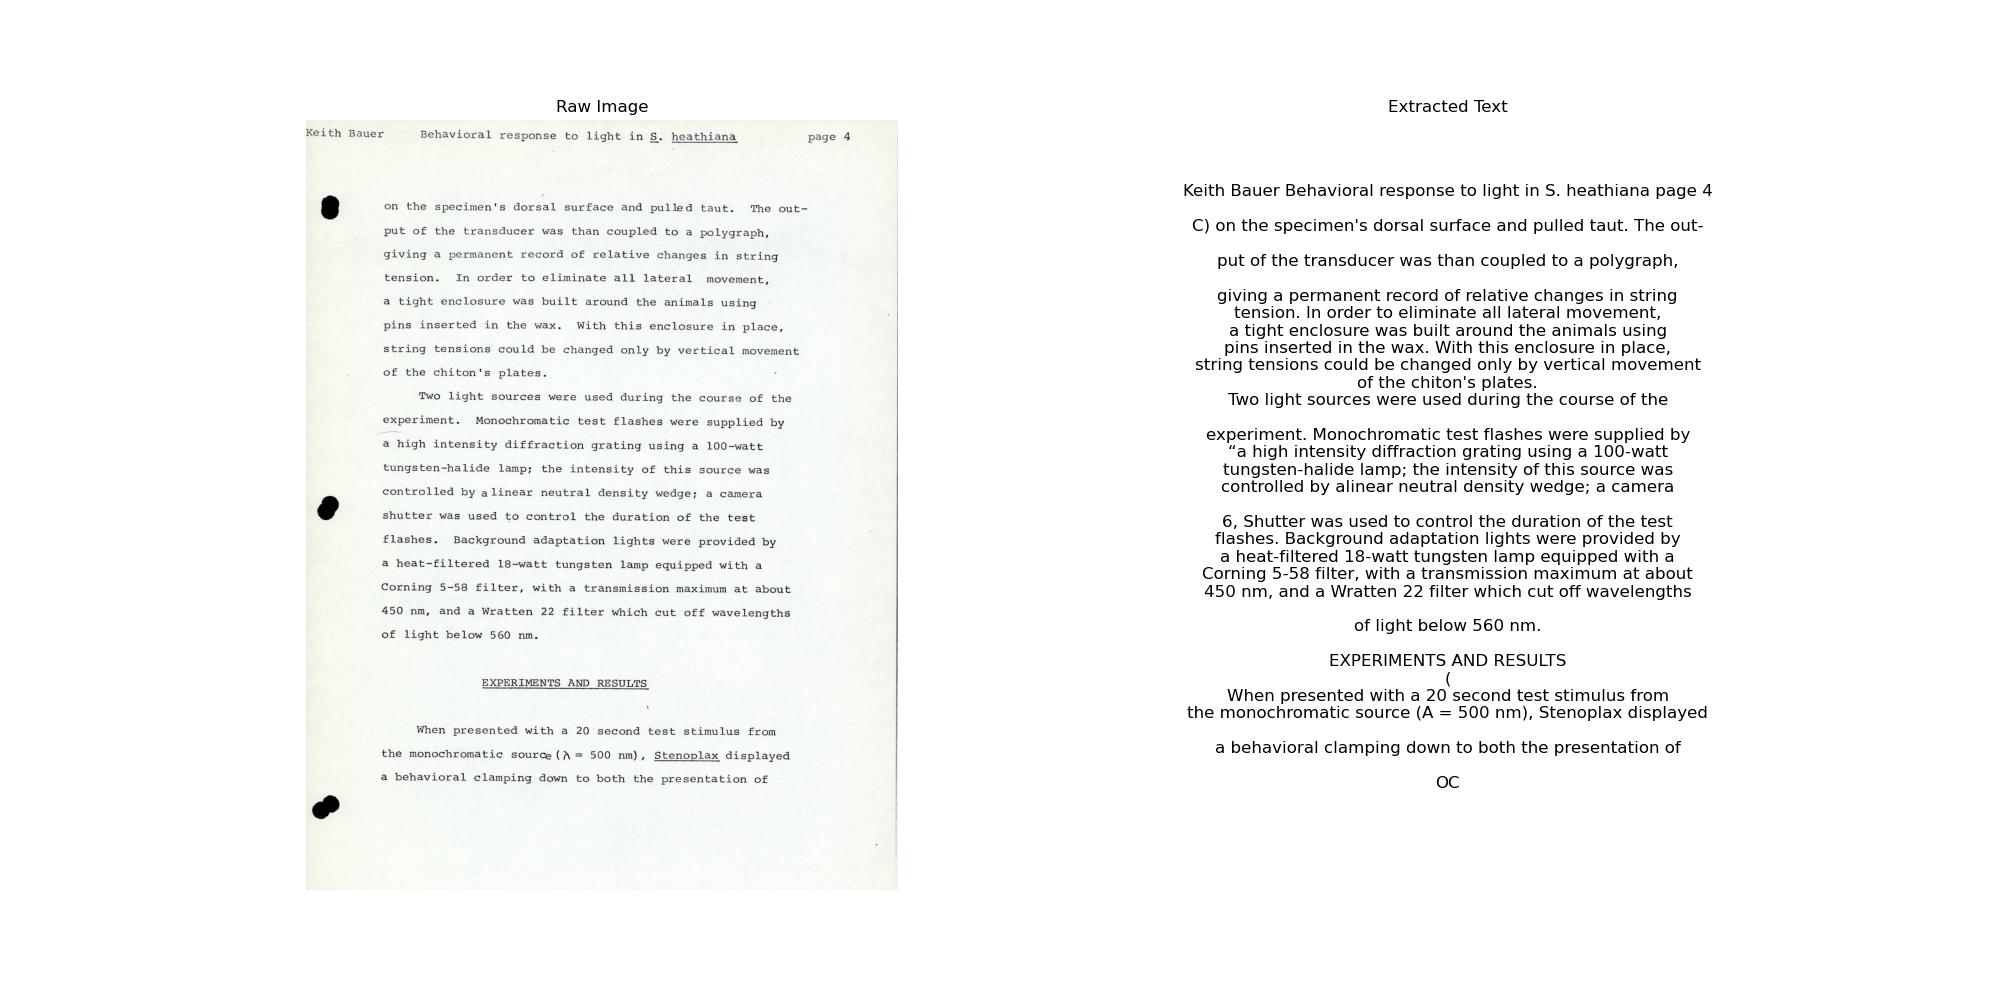 Raw Image
Keith Bauer Behavioral response to light in S. heathiana page 4
on the specimen's dorsal surface and pulled taut. The out-
put of the transducer was than coupled to a polygraph,
giving a permanent record of relative changes in string
tension. In order to eliminate all lateral movement,
a tight enclosure was built around the animals using
pins inserted in the wax. With this enclosure in place,
string tensions could be changed only by vertical movement
of the chiton's plates.
Two light sources were used during the course of the
experiment. Monochromatic test flashes were supplied by
a high intensity diffraction grating using a 100-watt
tungsten-halide lamp; the intensity of this source was
controlled by a linear neutral density wedge; a camera
shutter was used to control the duration of the test
flashes. Background adaptation lights were provided by
a heat-filtered 18-watt tungsten lamp equipped with a
Corning 5-58 filter, with a transmission maximum at about
450 nm, and a Wratten 22 filter which cut off wavelengths
of light below 560 nm.
EXPERIMENTS AND RESULTS
When presented with a 20 second test stimulus from
the monochromatic source (λ = 500 nm), Stenoplax displayed
a behavioral clamping down to both the presentation of
Extracted Text
Keith Bauer Behavioral response to light in S. heathiana page 4
C) on the specimen's dorsal surface and pulled taut. The out-
put of the transducer was than coupled to a polygraph,
giving a permanent record of relative changes in string
tension. In order to eliminate all lateral movement,
a tight enclosure was built around the animals using
pins inserted in the wax. With this enclosure in place,
string tensions could be changed only by vertical movement
of the chiton's plates.
Two light sources were used during the course of the
experiment. Monochromatic test flashes were supplied by
“a high intensity diffraction grating using a 100-watt
tungsten-halide lamp; the intensity of this source was
controlled by alinear neutral density wedge; a camera
6, Shutter was used to control the duration of the test
flashes. Background adaptation lights were provided by
a heat-filtered 18-watt tungsten lamp equipped with a
Corning 5-58 filter, with a transmission maximum at about
450 nm, and a Wratten 22 filter which cut off wavelengths
of light below 560 nm.
EXPERIMENTS AND RESULTS
(
When presented with a 20 second test stimulus from
the monochromatic source (A = 500 nm), Stenoplax displayed
a behavioral clamping down to both the presentation of
OC